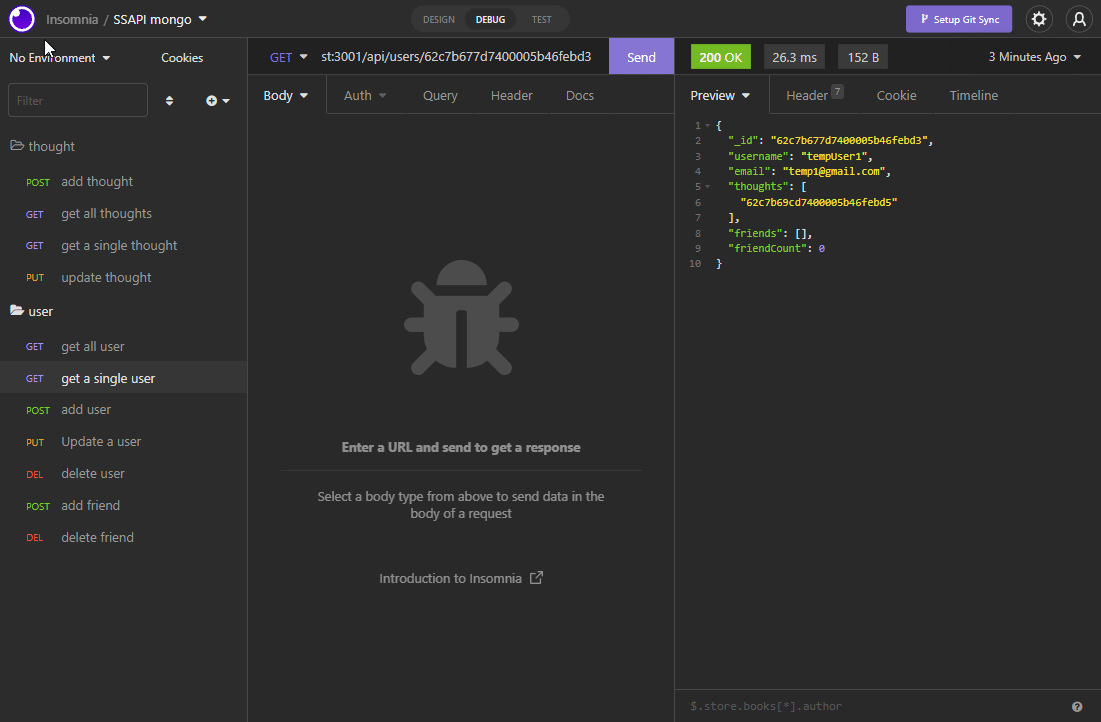 Insomnia / SSAPI mongo
DESIGN DEBUG TEST
Setup Git Sync
No Environment
Cookies
Filter
thought
POST add thought
GET get all thoughts
GET get a single thought
PUT update thought
user
GET get all user
GET get a single user
POST add user
PUT Update a user
DEL delete user
POST add friend
DEL delete friend
GET st:3001/api/users/62c7b677d7400005b46febd3 Send
Body Auth Query Header Docs
Enter a URL and send to get a response
Select a body type from above to send data in the
body of a request
Introduction to Insomnia
200 OK 26.3 ms 152 B 3 Minutes Ago
Preview Header 7 Cookie Timeline
1 {
2 "_id": "62c7b677d7400005b46febd3",
3 "username": "tempUser1",
4 "email": "temp1@gmail.com",
5 "thoughts": [
6 "62c7b69cd7400005b46febd5"
7 ],
8 "friends": [],
9 "friendCount": 0
10 }
$.store.books[*].author